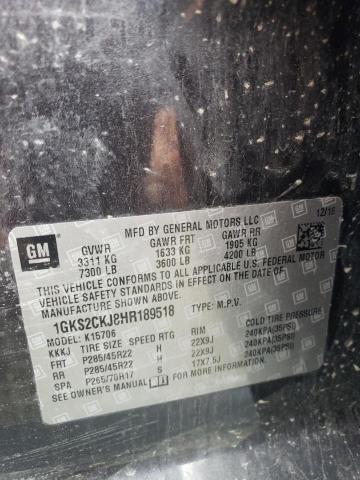 GM
MFD BY GENERAL MOTORS LLC
12/16
GVWR GAWR FRT GAWR RR
3311 KG 1633 KG 1905 KG
7300 LB 3600 LB 4200 LB
THIS VEHICLE CONFORMS TO ALL APPLICABLE U.S. FEDERAL MOTOR
VEHICLE SAFETY STANDARDS IN EFFECT ON THE DATE OF
MANUFACTURE SHOWN ABOVE.
1GKS2CKJ8HR189518 TYPE: M.P.V.
MODEL: K15706
KKKJ TIRE SIZE SPEED RTG RIM COLD TIRE PRESSURE
FRT P285/45R22 H 22X9J 240KPA(35PSI)
RR P285/45R22 H 22X9J 240KPA(35PSI)
SPA P265/70R17 S 17X7.5J 240KPA(35PSI)
SEE OWNER'S MANUAL FOR ADDITIONAL INFORMATION.